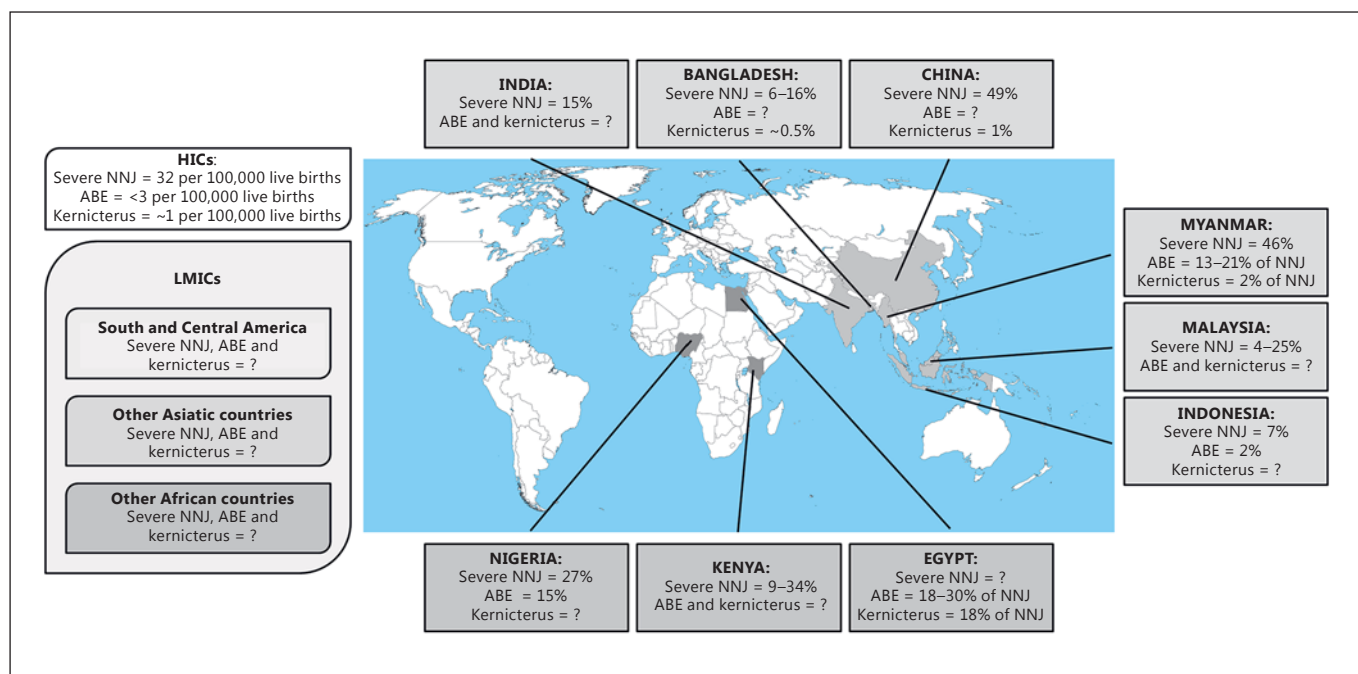 INDIA:
Severe NNJ = 15%
ABE and kernicterus = ?
BANGLADESH:
Severe NNJ = 6–16%
ABE = ?
Kernicterus = ~0.5%
CHINA:
Severe NNJ = 49%
ABE = ?
Kernicterus = 1%
HICs:
Severe NNJ = 32 per 100,000 live births
ABE = <3 per 100,000 live births
Kernicterus = ~1 per 100,000 live births
LMICs
South and Central America
Severe NNJ, ABE and
kernicterus = ?
Other Asiatic countries
Severe NNJ, ABE and
kernicterus = ?
Other African countries
Severe NNJ, ABE and
kernicterus = ?
MYANMAR:
Severe NNJ = 46%
ABE = 13–21% of NNJ
Kernicterus = 2% of NNJ
MALAYSIA:
Severe NNJ = 4–25%
ABE and kernicterus = ?
INDONESIA:
Severe NNJ = 7%
ABE = 2%
Kernicterus = ?
NIGERIA:
Severe NNJ = 27%
ABE = 15%
Kernicterus = ?
KENYA:
Severe NNJ = 9–34%
ABE and kernicterus = ?
EGYPT:
Severe NNJ = ?
ABE = 18–30% of NNJ
Kernicterus = 18% of NNJ